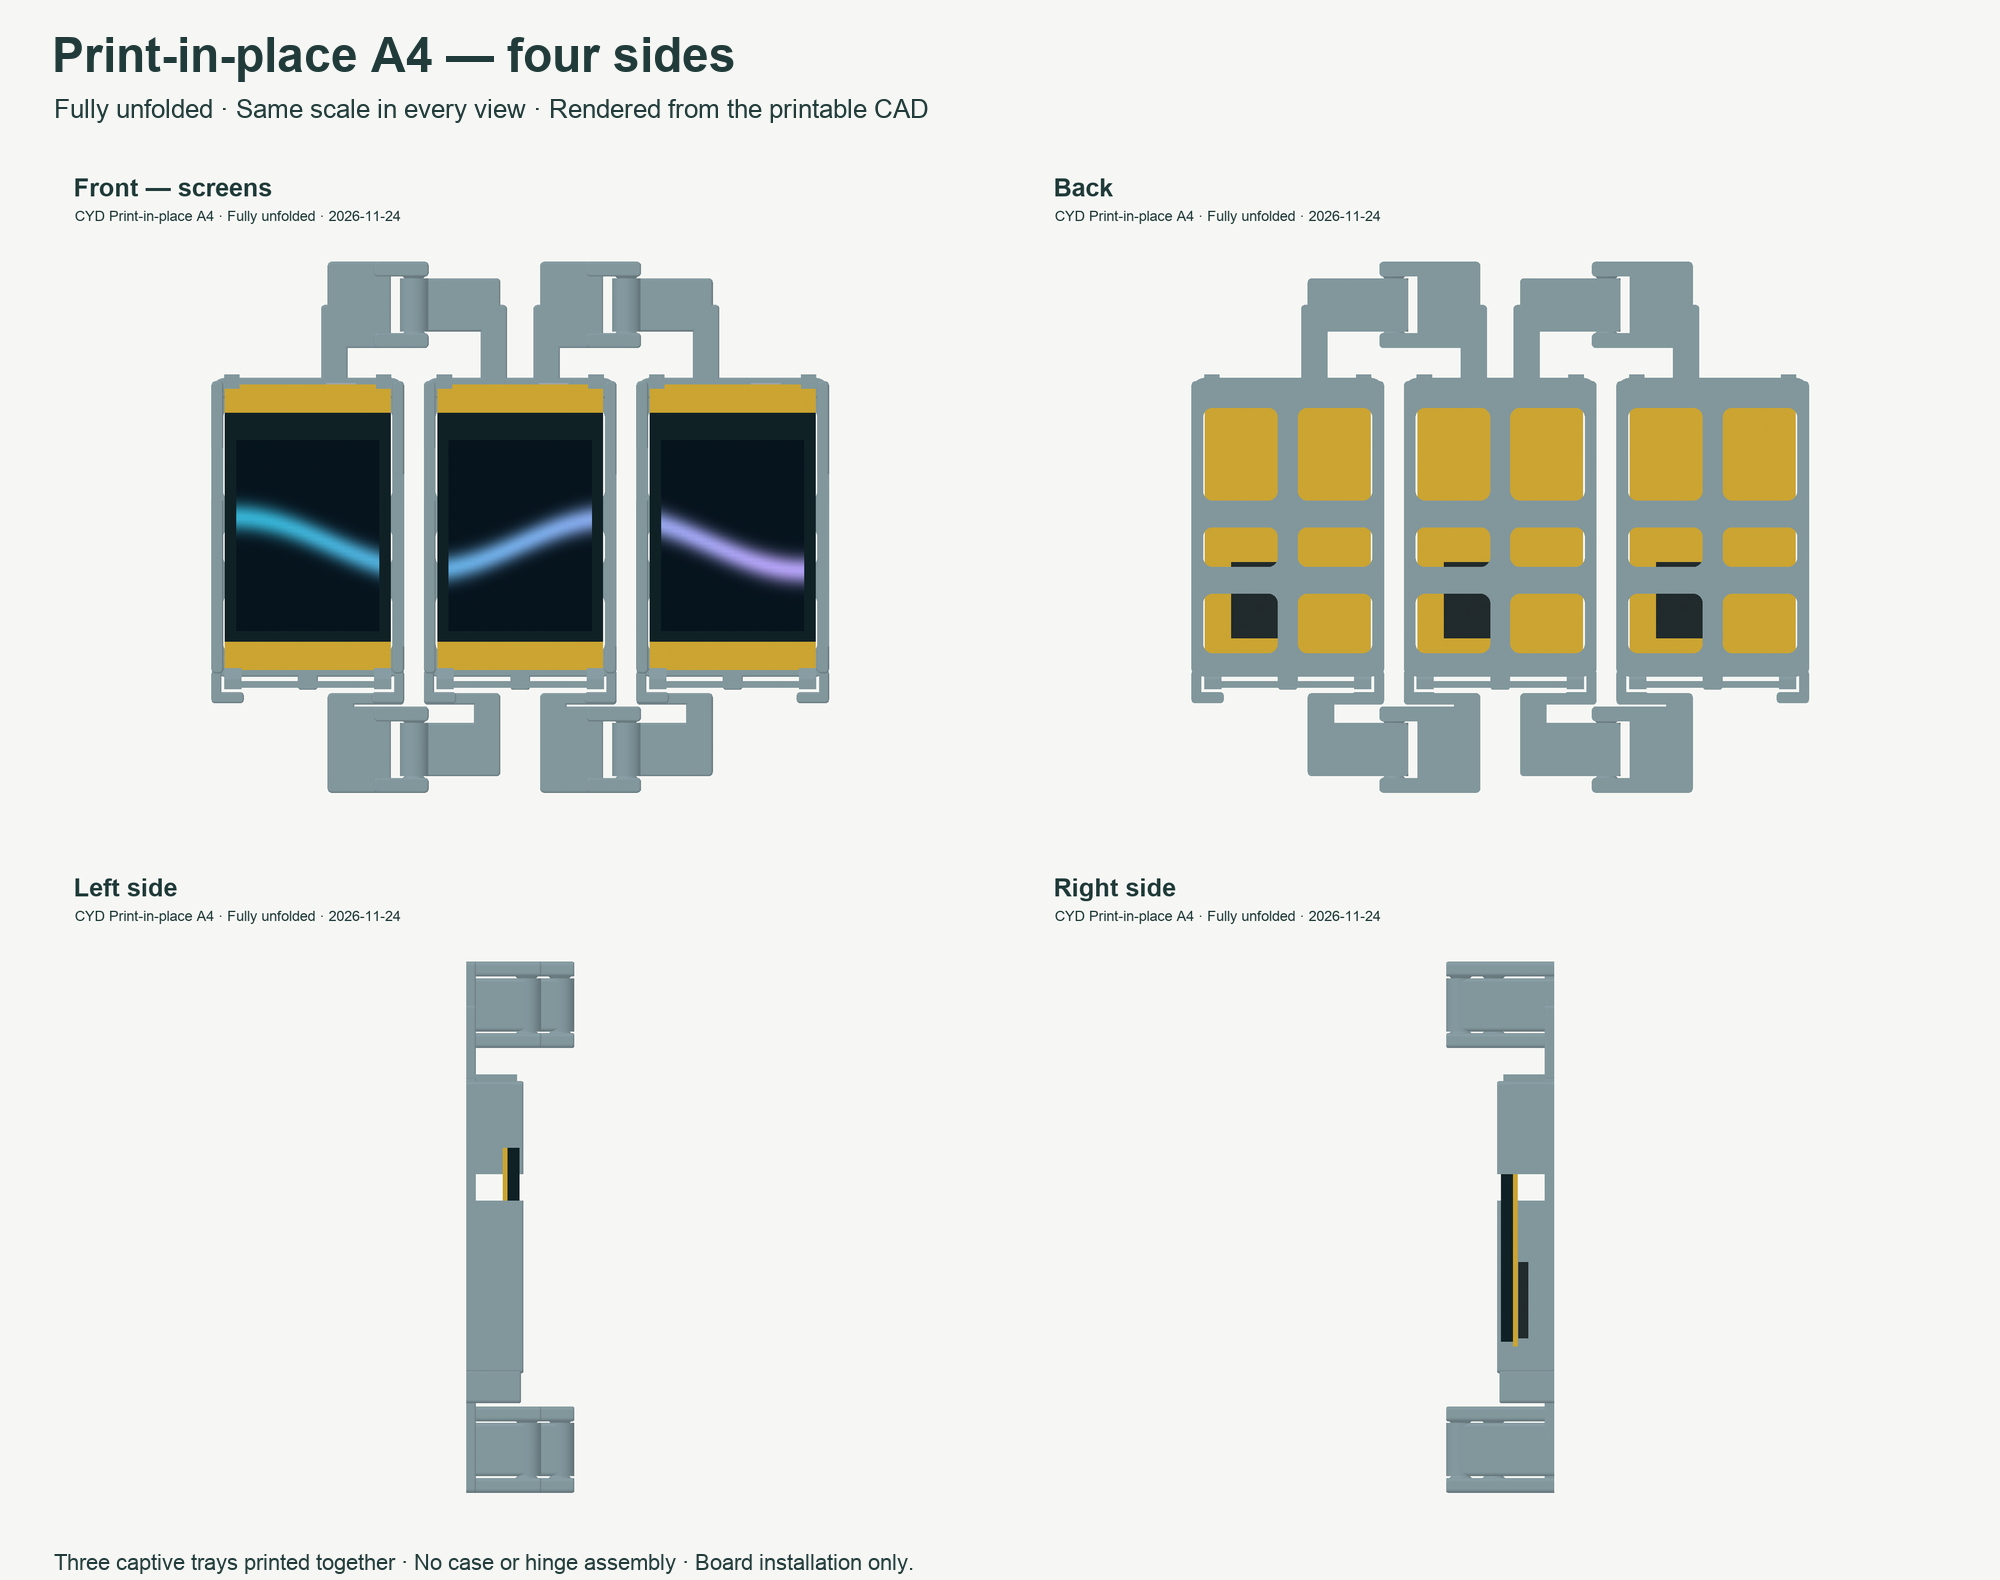 Print-in-place A4 — four sides
Fully unfolded · Same scale in every view · Rendered from the printable CAD
Front — screens
CYD Print-in-place A4 · Fully unfolded · 2026-11-24
Back
CYD Print-in-place A4 · Fully unfolded · 2026-11-24
Left side
CYD Print-in-place A4 · Fully unfolded · 2026-11-24
Right side
CYD Print-in-place A4 · Fully unfolded · 2026-11-24
Three captive trays printed together · No case or hinge assembly · Board installation only.